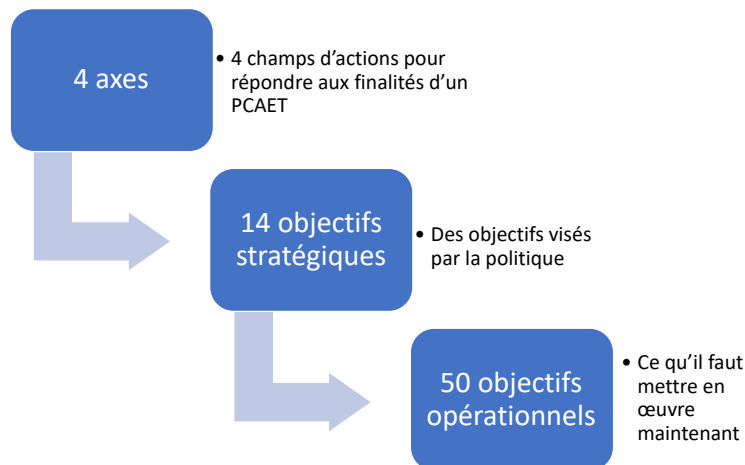 4 axes
• 4 champs d’actions pour
répondre aux finalités d’un
PCAET
14 objectifs
stratégiques
• Des objectifs visés
par la politique
50 objectifs
opérationnels
• Ce qu’il faut
mettre en
œuvre
maintenant